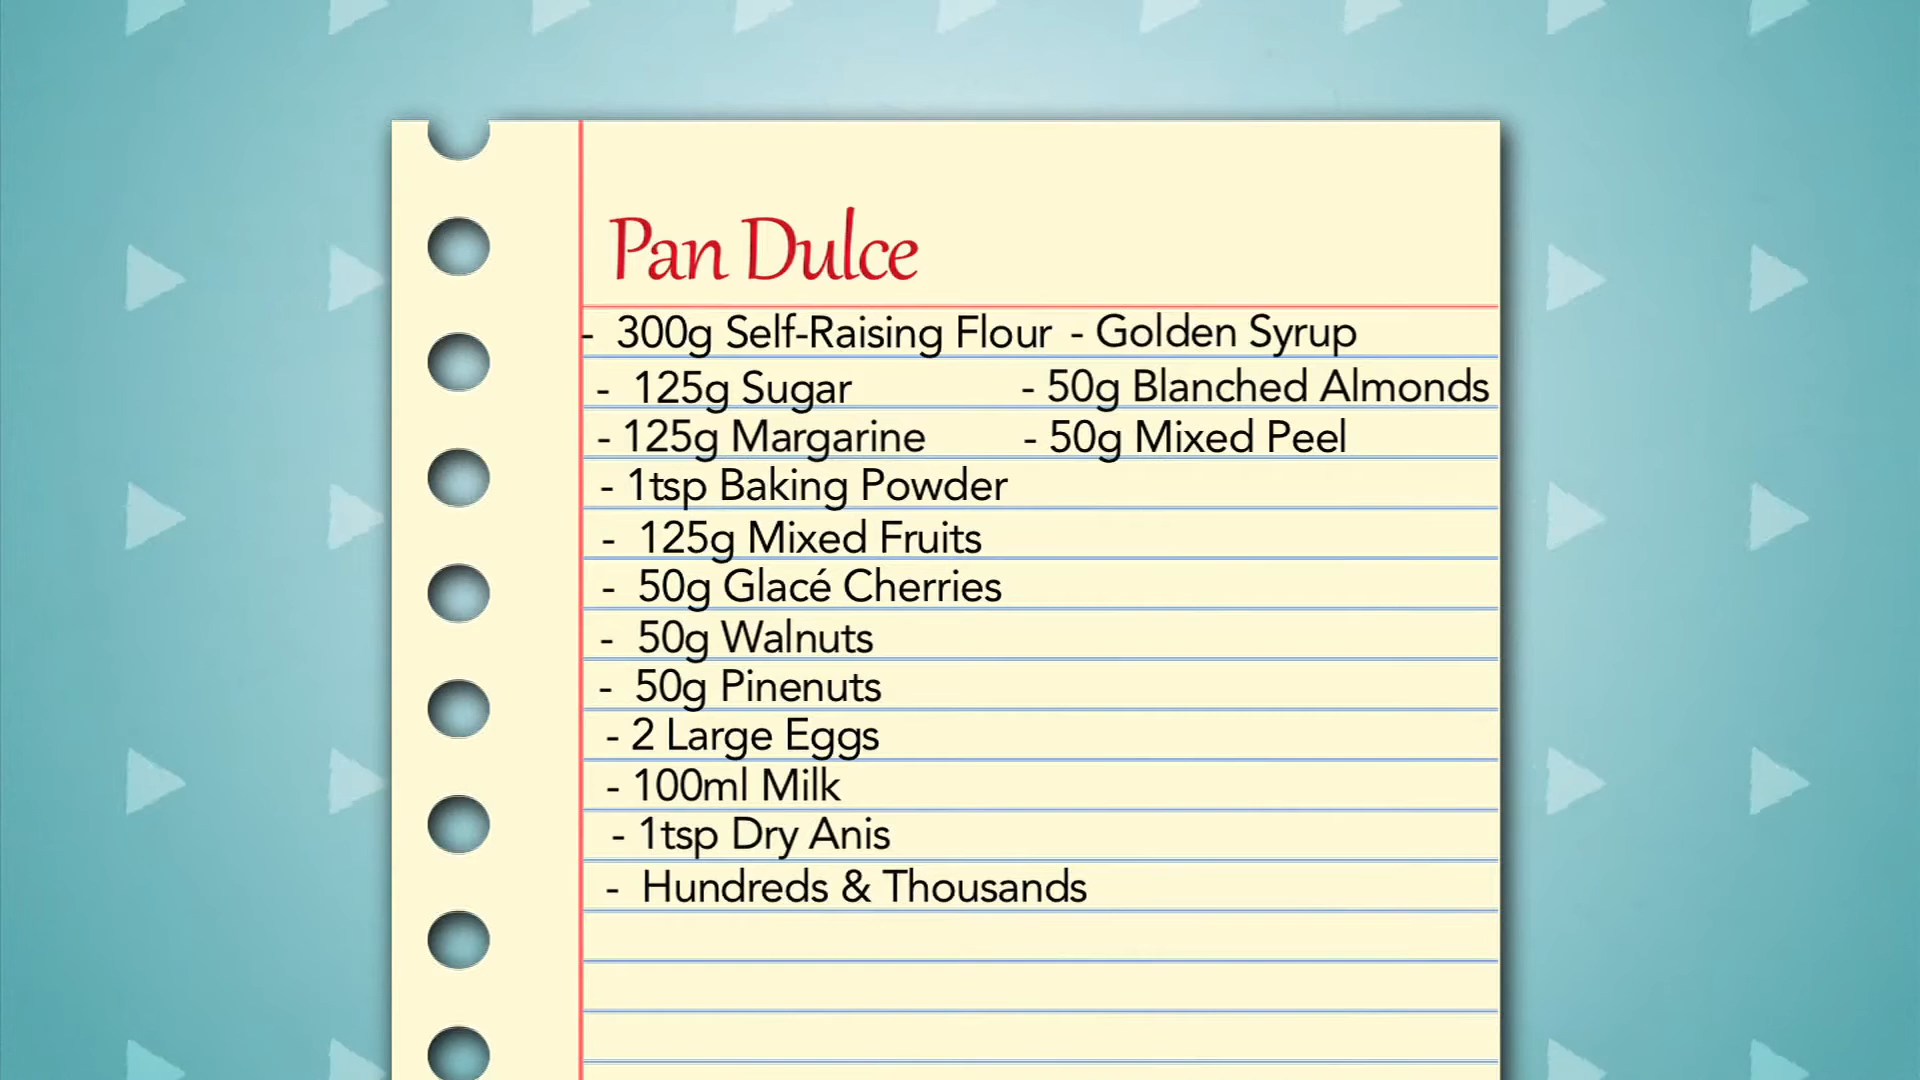 Pan Dulce
- 300g Self-Raising Flour - Golden Syrup
- 125g Sugar - 50g Blanched Almonds
- 125g Margarine - 50g Mixed Peel
- 1tsp Baking Powder
- 125g Mixed Fruits
- 50g Glacé Cherries
- 50g Walnuts
- 50g Pinenuts
- 2 Large Eggs
- 100ml Milk
- 1tsp Dry Anis
- Hundreds & Thousands